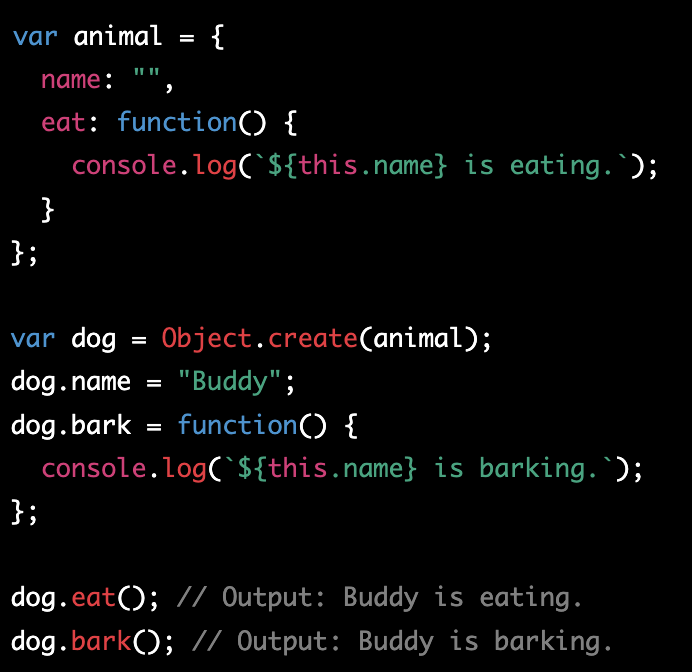 var animal = {
  name: "",
  eat: function() {
    console.log(`${this.name} is eating.`);
  }
};

var dog = Object.create(animal);
dog.name = "Buddy";
dog.bark = function() {
  console.log(`${this.name} is barking.`);
};

dog.eat(); // Output: Buddy is eating.
dog.bark(); // Output: Buddy is barking.